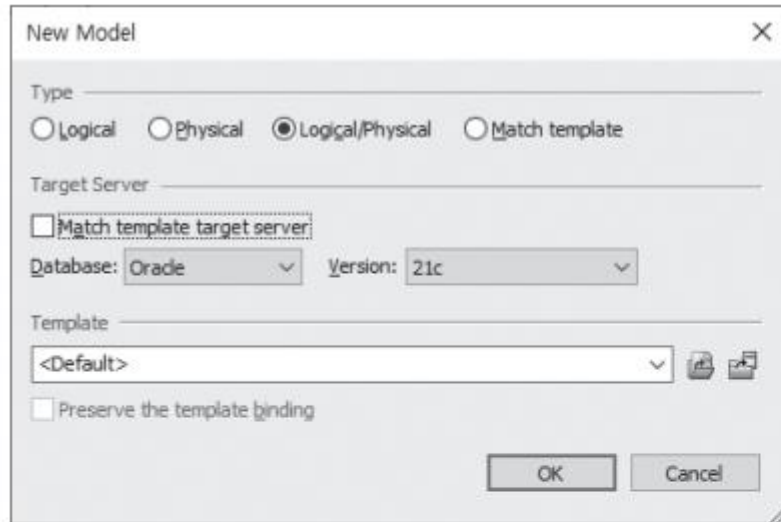 New Model
Type
Logical Physical Logical/Physical Match template
Target Server
Match template target server
Database: Oracle Version: 21c
Template
<Default>
Preserve the template binding
OK Cancel